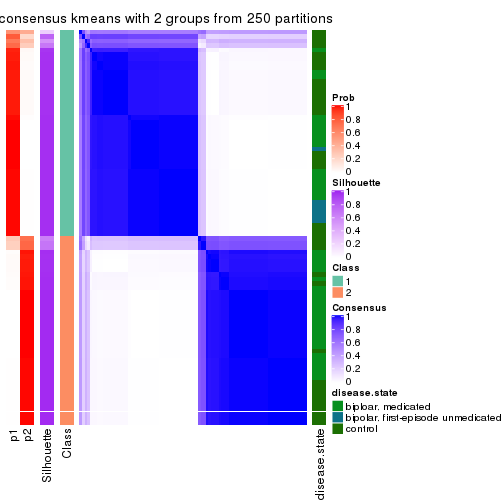 consensus kmeans with 2 groups from 250 partitions
Prob
1
0.8
0.6
0.4
0.2
0
Silhouette
1
0.8
0.6
0.4
0.2
0
Class
1
2
Consensus
1
0.8
0.6
0.4
0.2
0
disease.state
biploar, medicated
bipolar, first-episode unmedicated
control
p1
p2
Silhouette
Class
disease.state